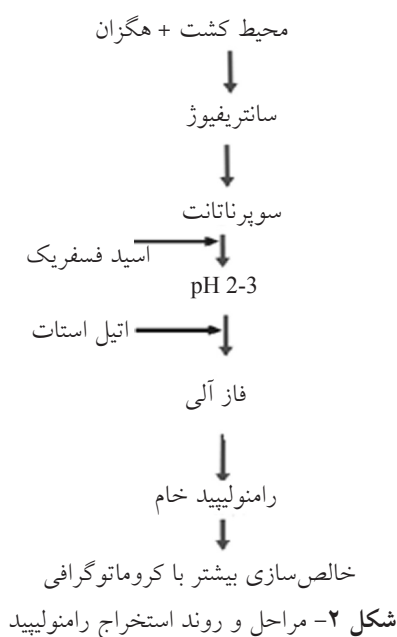 محیط کشت + هگزان
سانتریفیوژ
سوپرناتانت
اسید فسفریک
pH 2-3
اتیل استات
فاز آلی
رامنولیپید خام
خالص‌سازی بیشتر با کروماتوگرافی
شکل ۲- مراحل و روند استخراج رامنولیپید